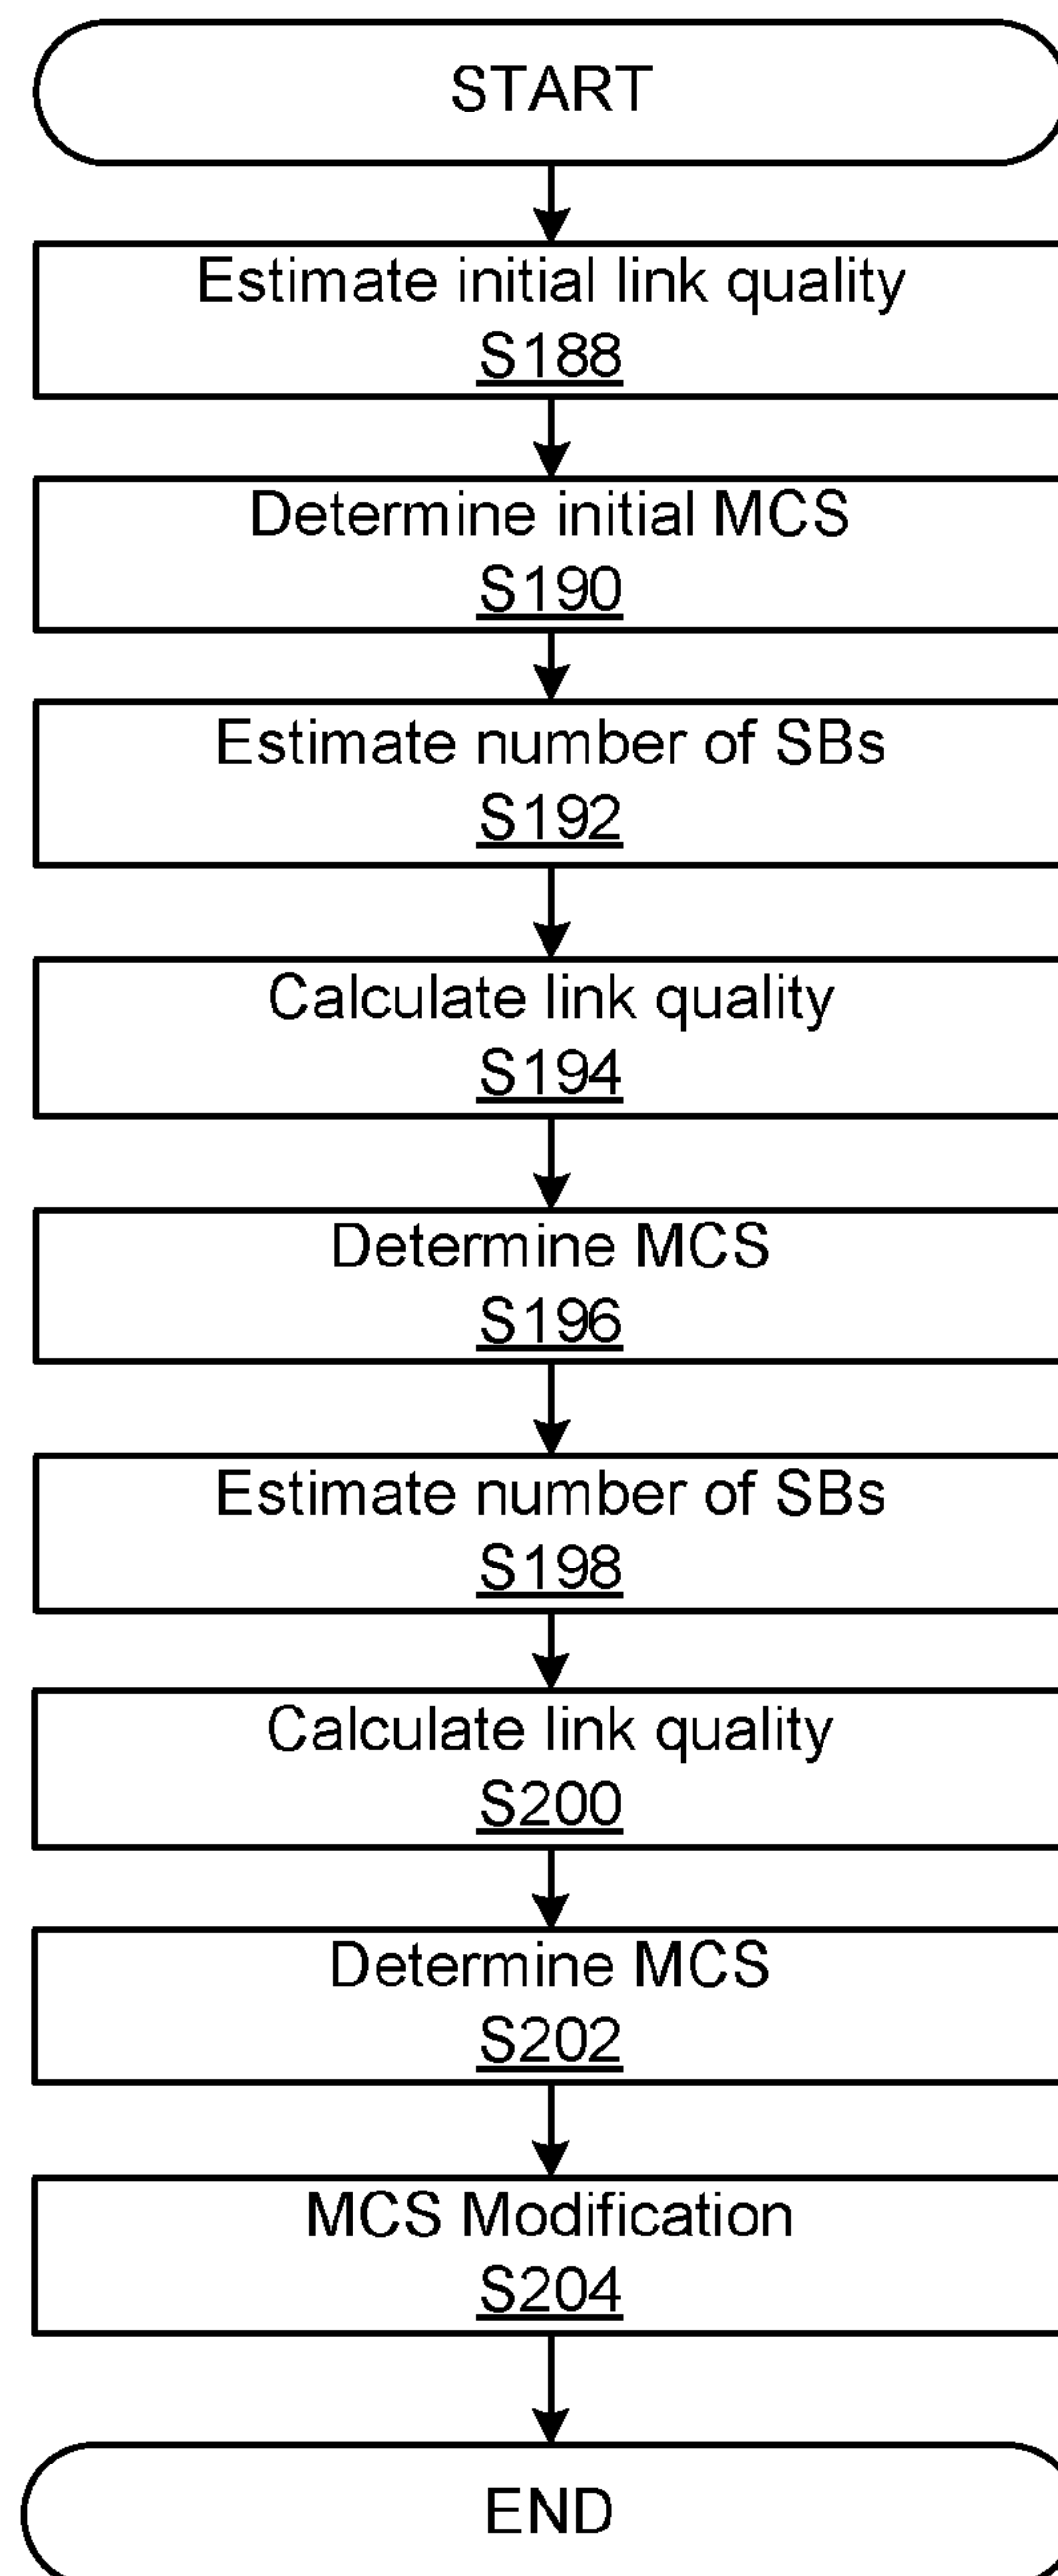 START
Estimate initial link quality
S188
Determine initial MCS
S190
Estimate number of SBs
S192
Calculate link quality
S194
Determine MCS
S196
Estimate number of SBs
S198
Calculate link quality
S200
Determine MCS
S202
MCS Modification
S204
END